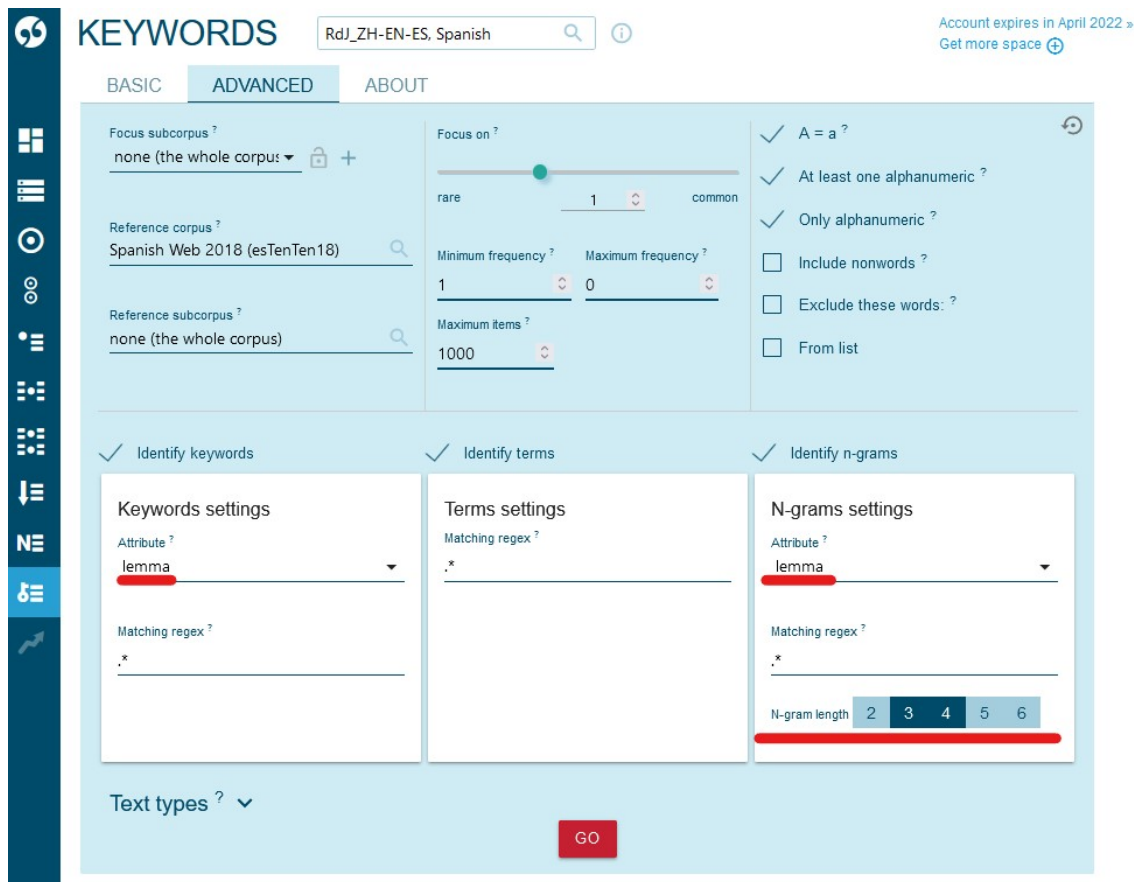 KEYWORDS
RdJ_ZH-EN-ES, Spanish
Account expires in April 2022 »
Get more space
BASIC ADVANCED ABOUT
Focus subcorpus ?
none (the whole corpus
Reference corpus ?
Spanish Web 2018 (esTenTen18)
Reference subcorpus ?
none (the whole corpus)
Focus on ?
rare 1 common
Minimum frequency ? Maximum frequency ?
1 0
Maximum items ?
1000
A = a ?
At least one alphanumeric ?
Only alphanumeric ?
Include nonwords ?
Exclude these words: ?
From list
Identify keywords
Keywords settings
Attribute ?
lemma
Matching regex ?
.*
Identify terms
Terms settings
Matching regex ?
.*
Identify n-grams
N-grams settings
Attribute ?
lemma
Matching regex ?
.*
N-gram length 2 3 4 5 6
Text types ?
GO